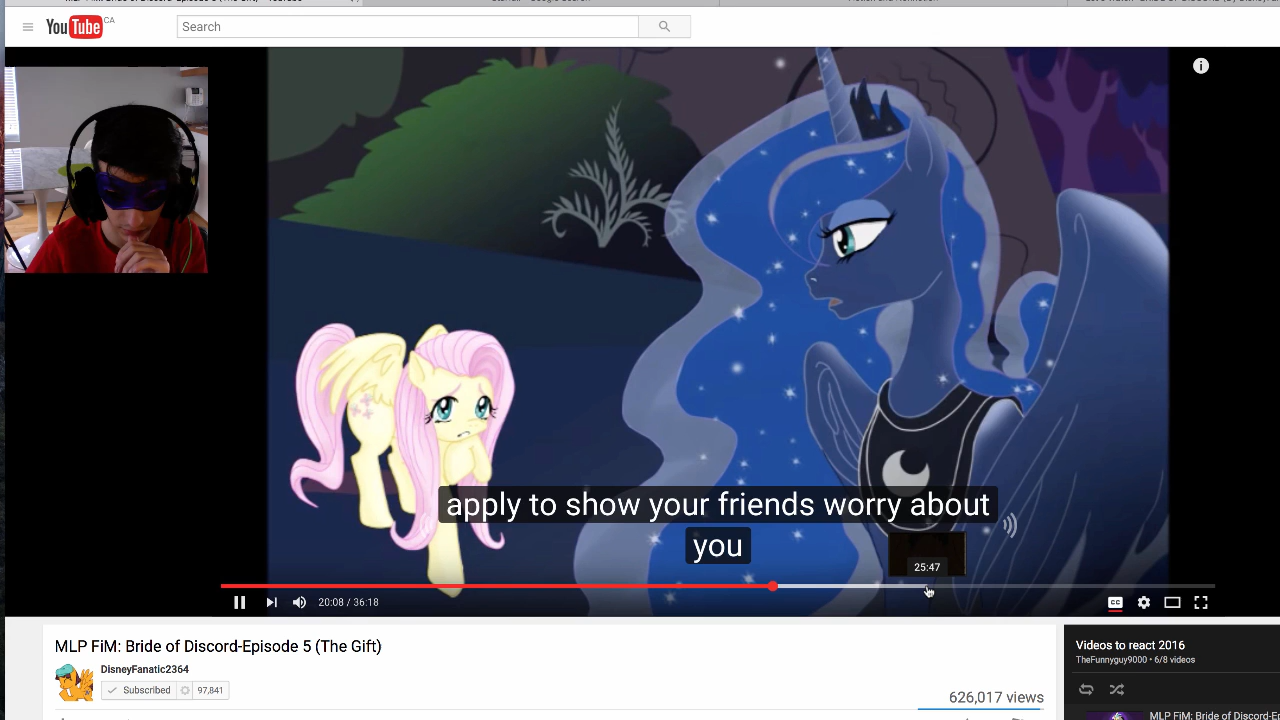 YouTube CA
Search
apply to show your friends worry about
you
25:47
20:08 / 36:18
CC
MLP FiM: Bride of Discord-Episode 5 (The Gift)
DisneyFanatic2364
Subscribed 97,841
626,017 views
Videos to react 2016
TheFunnyguy9000 • 6/8 videos
MLP FiM: Bride of Discord-E